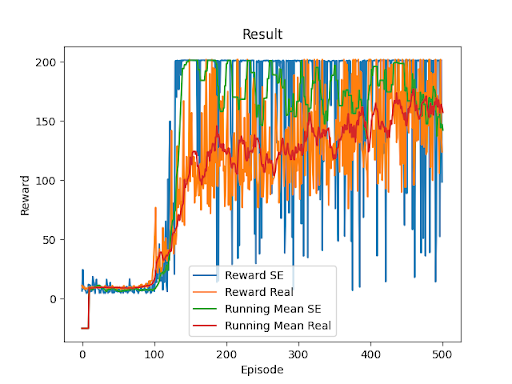 Result
Reward
200
150
100
50
0
Reward SE
Reward Real
Running Mean SE
Running Mean Real
0 100 200 300 400 500
Episode